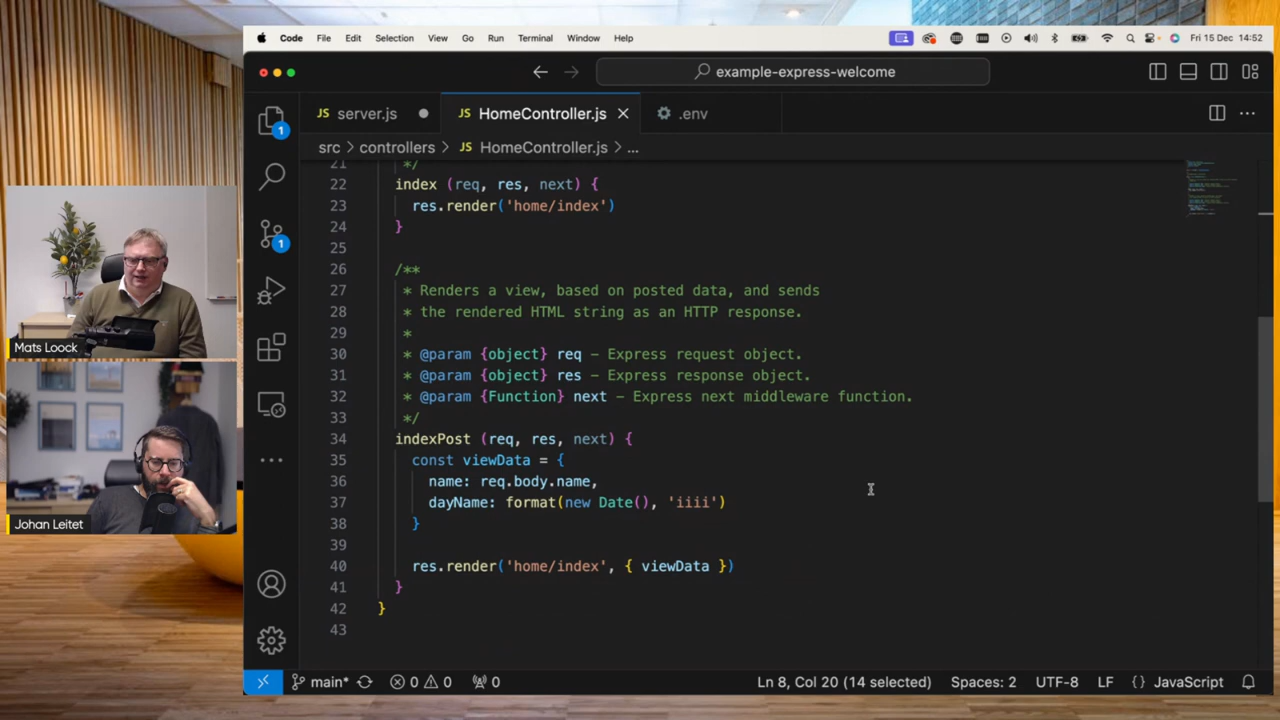 Code File Edit Selection View Go Run Terminal Window Help Fri 15 Dec 14:52
example-express-welcome
JS server.js JS HomeController.js .env
src > controllers > JS HomeController.js > ...
21 */
22 index (req, res, next) {
23 res.render('home/index')
24 }
25
26 /**
27 * Renders a view, based on posted data, and sends
28 * the rendered HTML string as an HTTP response.
29 *
30 * @param {object} req – Express request object.
31 * @param {object} res – Express response object.
32 * @param {Function} next – Express next middleware function.
33 */
34 indexPost (req, res, next) {
35 const viewData = {
36 name: req.body.name,
37 dayName: format(new Date(), 'iiii')
38 }
39
40 res.render('home/index', { viewData })
41 }
42 }
43
1
1
Mats Loock
Johan Leitet
main* 0 0 0 Ln 8, Col 20 (14 selected) Spaces: 2 UTF-8 LF {} JavaScript